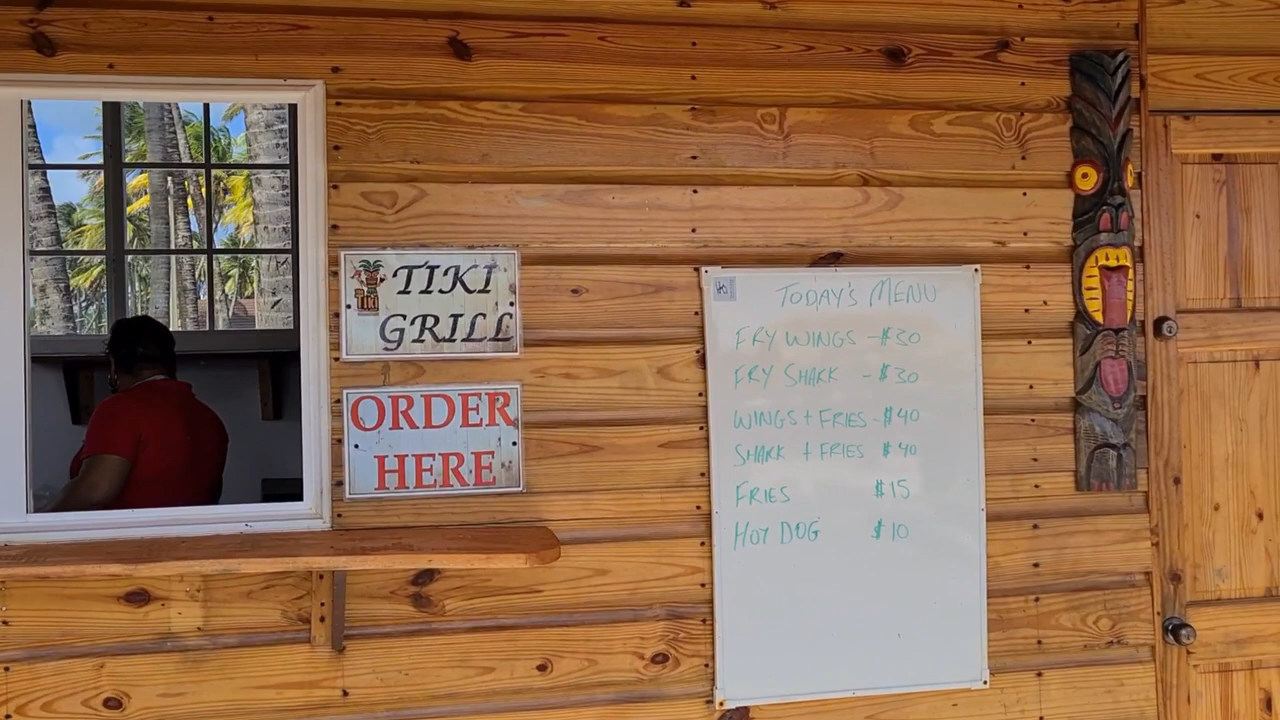 TIKI
GRILL
TIKI
ORDER
HERE
TODAY'S MENU
FRY WINGS -$30
FRY SHARK - $30
WINGS + FRIES -$40
SHARK + FRIES $40
FRIES $15
HOT DOG $10